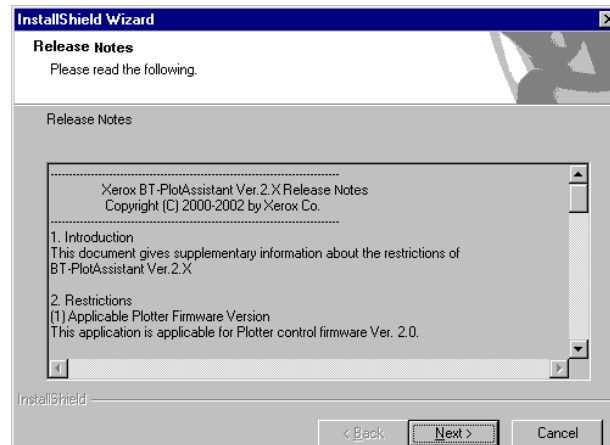 InstallShield Wizard
Release Notes
Please read the following.
Release Notes
----------------------------------------------------------------------
Xerox BT-PlotAssistant Ver.2.X Release Notes
Copyright (C) 2000-2002 by Xerox Co.
----------------------------------------------------------------------
1. Introduction
This document gives supplementary information about the restrictions of
BT-PlotAssistant Ver.2.X
2. Restrictions
(1) Applicable Plotter Firmware Version
This application is applicable for Plotter control firmware Ver. 2.0.
InstallShield
< Back
Next >
Cancel